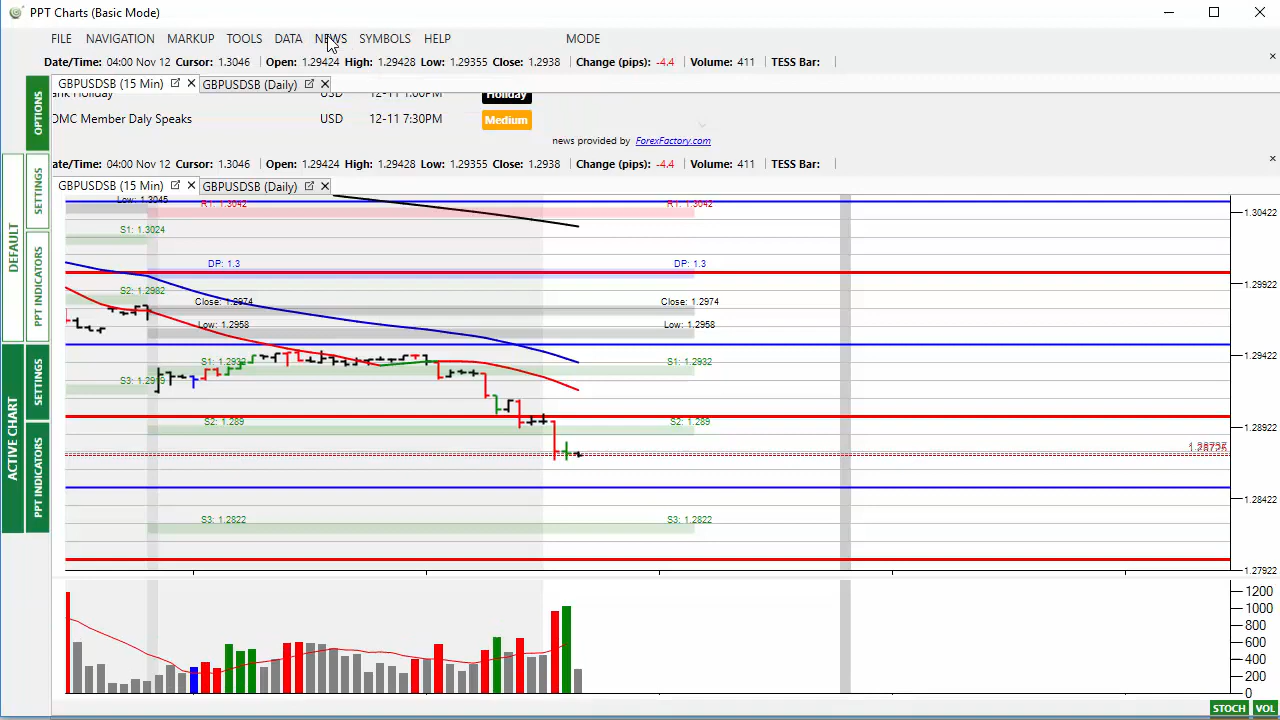 PPT Charts (Basic Mode)
FILE NAVIGATION MARKUP TOOLS DATA NEWS SYMBOLS HELP MODE
Date/Time: 04:00 Nov 12 Cursor: 1.3046 Open: 1.29424 High: 1.29428 Low: 1.29355 Close: 1.2938 Change (pips): -4.4 Volume: 411 TESS Bar:
GBPUSDSB (15 Min) GBPUSDSB (Daily)
ank Holiday USD 12-11 1:00PM Holiday
OMC Member Daly Speaks USD 12-11 7:30PM Medium
news provided by ForexFactory.com
ate/Time: 04:00 Nov 12 Cursor: 1.3046 Open: 1.29424 High: 1.29428 Low: 1.29355 Close: 1.2938 Change (pips): -4.4 Volume: 411 TESS Bar:
GBPUSDSB (15 Min) GBPUSDSB (Daily)
OPTIONS
DEFAULT
SETTINGS
PPT INDICATORS
ACTIVE CHART
SETTINGS
PPT INDICATORS
Low: 1.3045
R1: 1.3042 R1: 1.3042
1.30422
S1: 1.3024
DP: 1.3 DP: 1.3
1.29922
S2: 1.2982
Close: 1.2974 Close: 1.2974
Low: 1.2958 Low: 1.2958
1.29422
S1: 1.2932 S1: 1.2932
S3: 1.2919
S2: 1.289 S2: 1.289
1.28922
1.28725
1.28422
S3: 1.2822 S3: 1.2822
1.27922
1200
1000
800
600
400
200
0
STOCH VOL